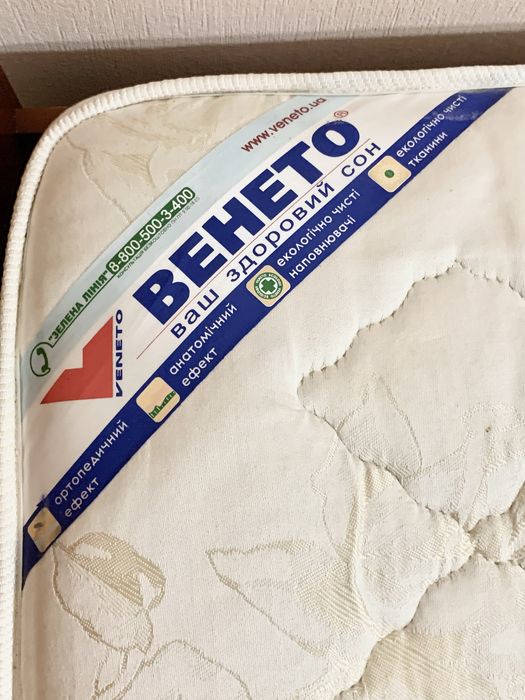 www.veneto.ua
"ЗЕЛЕНА ЛІНІЯ" 8-800-500-3-400
ВЕНЕТО®
ваш здоровий сон
VENETO
ортопедичний
ефект
анатомічний
ефект
екологічно чисті
наповнювачі
екологічно чисті
тканини